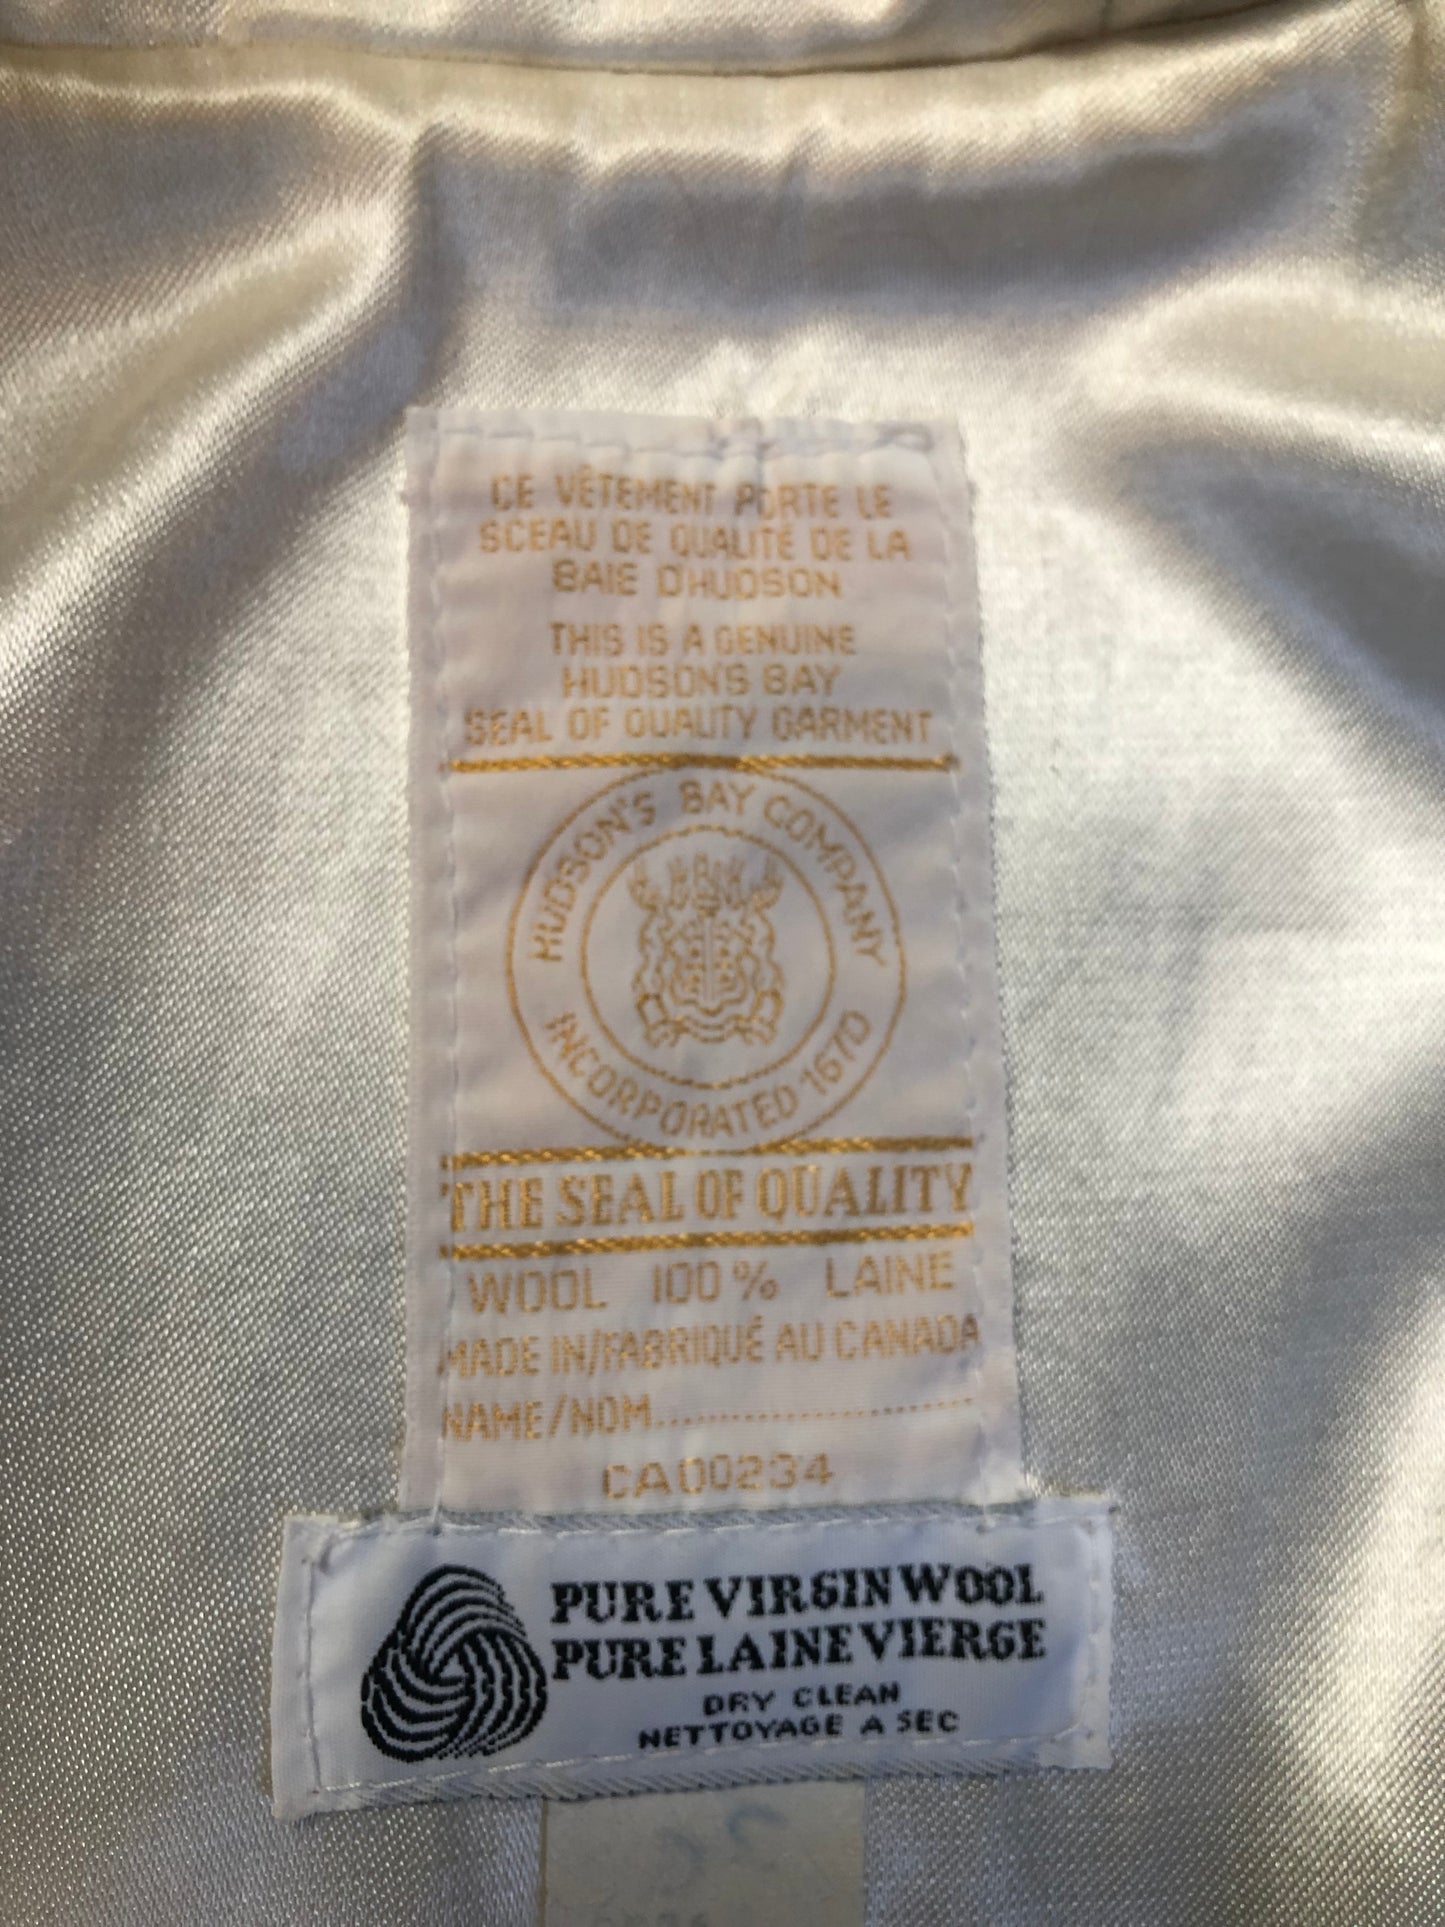 CE VÊTEMENT PORTE LE
SCEAU DE QUALITÉ DE LA
BAIE D'HUDSON
THIS IS A GENUINE
HUDSON'S BAY
SEAL OF QUALITY GARMENT
HUDSON'S BAY COMPANY
INCORPORATED 1670
THE SEAL OF QUALITY
WOOL 100% LAINE
MADE IN/FABRIQUÉ AU CANADA
NAME/NOM......................
CA00234
PURE VIRGIN WOOL
PURE LAINE VIERGE
DRY CLEAN
NETTOYAGE A SEC